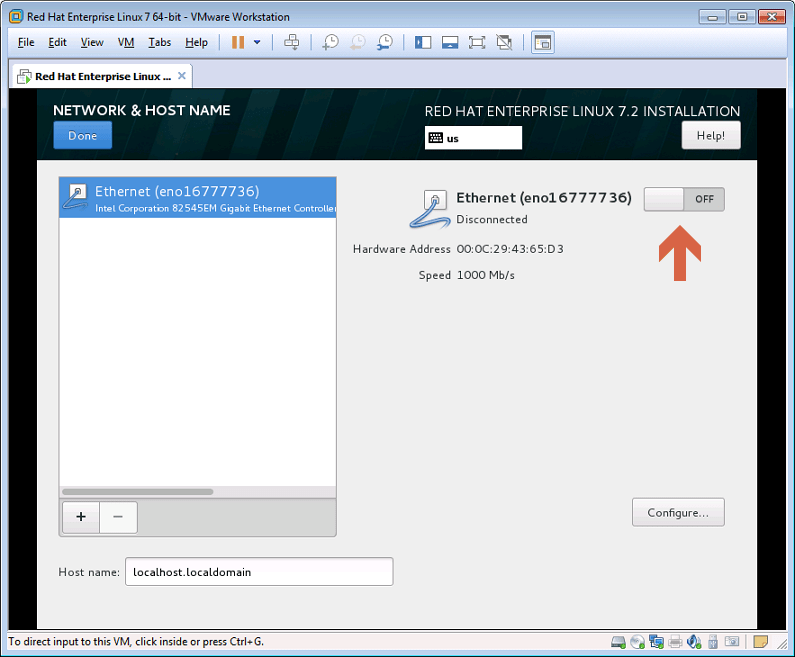 Red Hat Enterprise Linux 7 64-bit - VMware Workstation
File Edit View VM Tabs Help
Red Hat Enterprise Linux ...
NETWORK & HOST NAME
RED HAT ENTERPRISE LINUX 7.2 INSTALLATION
Done
us
Help!
Ethernet (eno16777736)
Intel Corporation 82545EM Gigabit Ethernet Controller
Ethernet (eno16777736)
OFF
Disconnected
Hardware Address 00:0C:29:43:65:D3
Speed 1000 Mb/s
+ −
Configure...
Host name: localhost.localdomain
To direct input to this VM, click inside or press Ctrl+G.